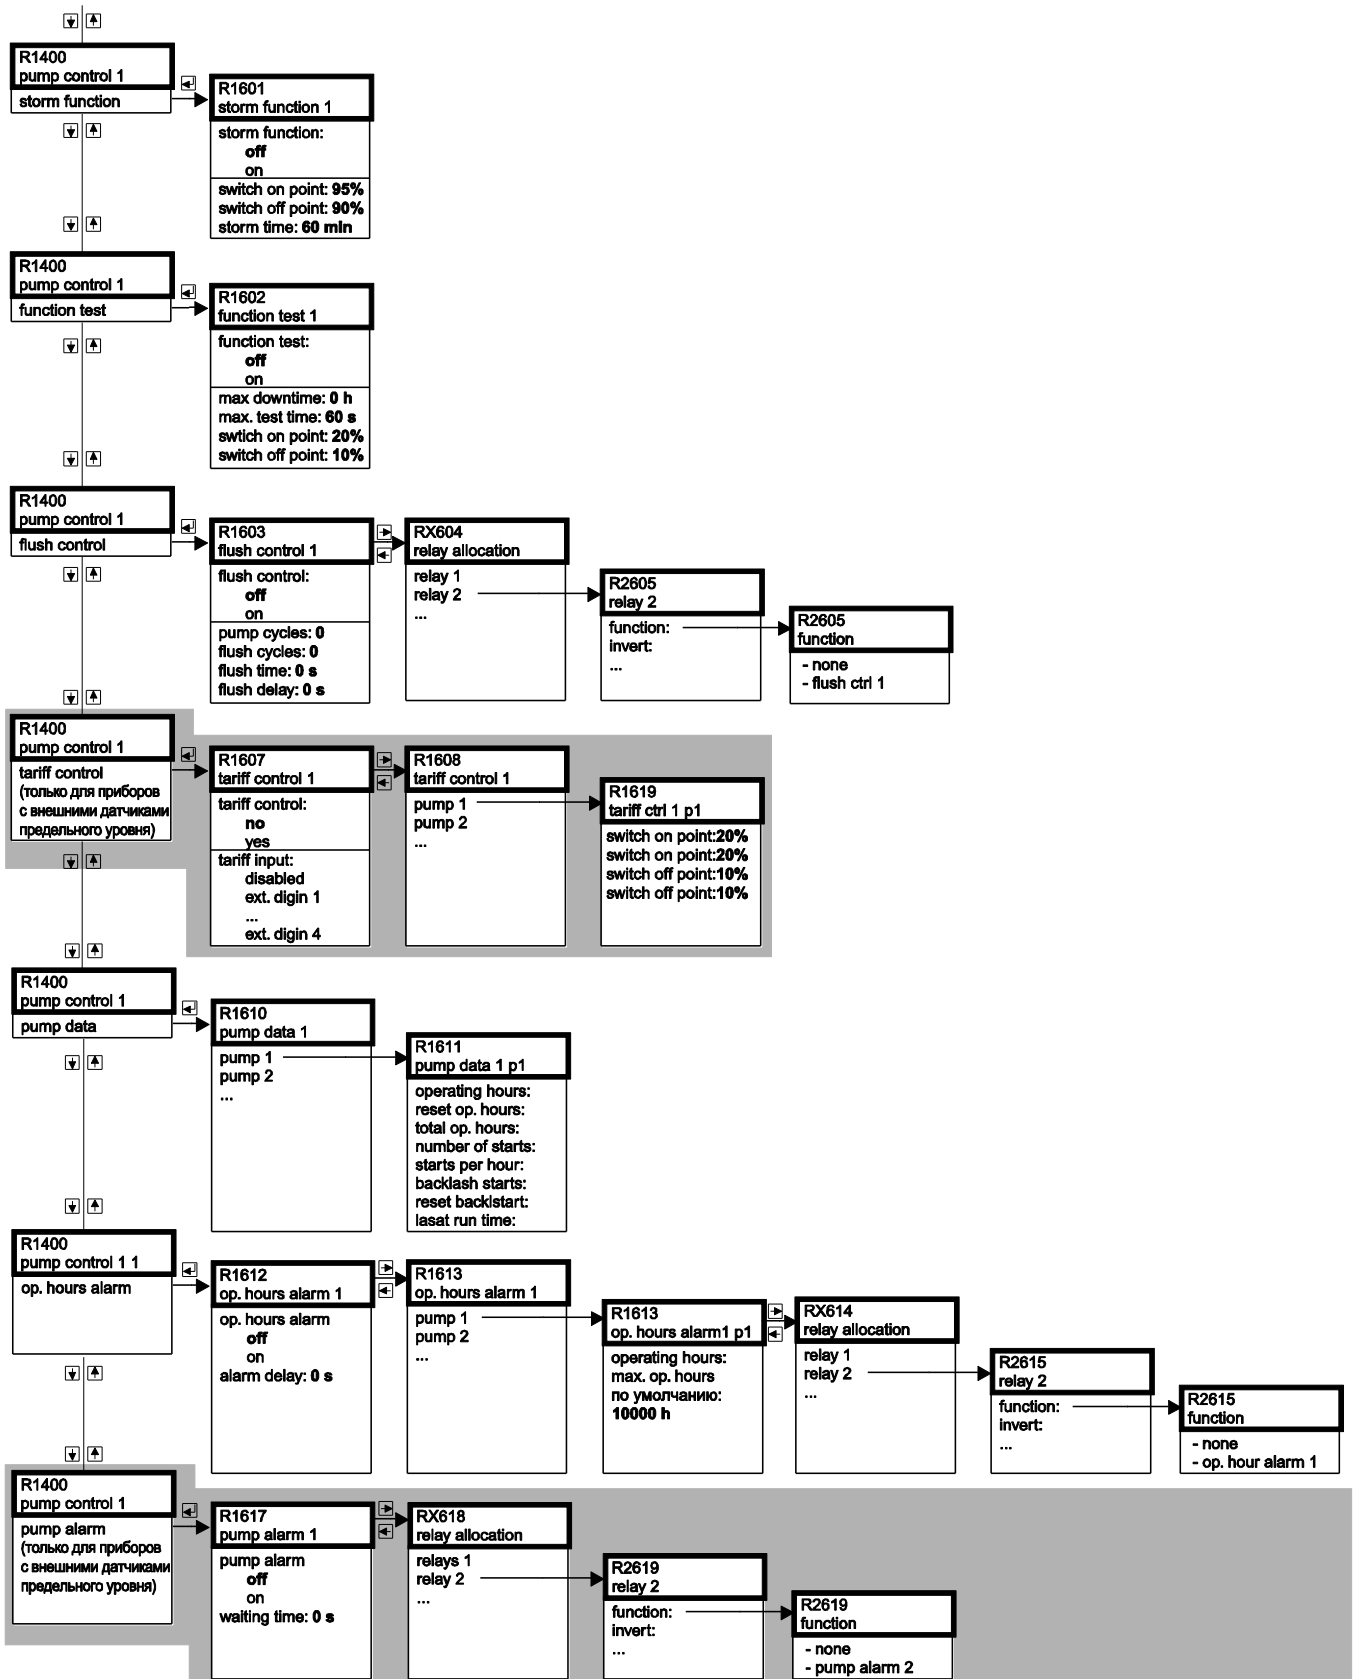 R1400
pump control 1
storm function
R1601
storm function 1
storm function:
off
on
switch on point: 95%
switch off point: 90%
storm time: 60 min
R1400
pump control 1
function test
R1602
function test 1
function test:
off
on
max downtime: 0 h
max. test time: 60 s
swtich on point: 20%
switch off point: 10%
R1400
pump control 1
flush control
R1603
flush control 1
flush control:
off
on
pump cycles: 0
flush cycles: 0
flush time: 0 s
flush delay: 0 s
RX604
relay allocation
relay 1
relay 2
...
R2605
relay 2
function:
invert:
...
R2605
function
- none
- flush ctrl 1
R1400
pump control 1
tariff control
(только для приборов
с внешними датчиками
предельного уровня)
R1607
tariff control 1
tariff control:
no
yes
tariff input:
disabled
ext. digin 1
...
ext. digin 4
R1608
tariff control 1
pump 1
pump 2
...
R1619
tariff ctrl 1 p1
switch on point:20%
switch on point:20%
switch off point:10%
switch off point:10%
R1400
pump control 1
pump data
R1610
pump data 1
pump 1
pump 2
...
R1611
pump data 1 p1
operating hours:
reset op. hours:
total op. hours:
number of starts:
starts per hour:
backlash starts:
reset backlstart:
lasat run time:
R1400
pump control 1 1
op. hours alarm
R1612
op. hours alarm 1
op. hours alarm
off
on
alarm delay: 0 s
R1613
op. hours alarm 1
pump 1
pump 2
...
R1613
op. hours alarm1 p1
operating hours:
max. op. hours
по умолчанию:
10000 h
RX614
relay allocation
relay 1
relay 2
...
R2615
relay 2
function:
invert:
...
R2615
function
- none
- op. hour alarm 1
R1400
pump control 1
pump alarm
(только для приборов
с внешними датчиками
предельного уровня)
R1617
pump alarm 1
pump alarm
off
on
waiting time: 0 s
RX618
relay allocation
relays 1
relay 2
...
R2619
relay 2
function:
invert:
...
R2619
function
- none
- pump alarm 2